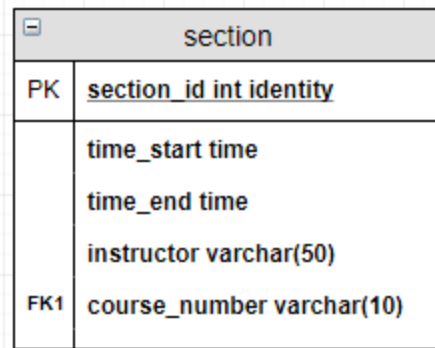 section
PK section_id int identity
time_start time
time_end time
instructor varchar(50)
FK1 course_number varchar(10)